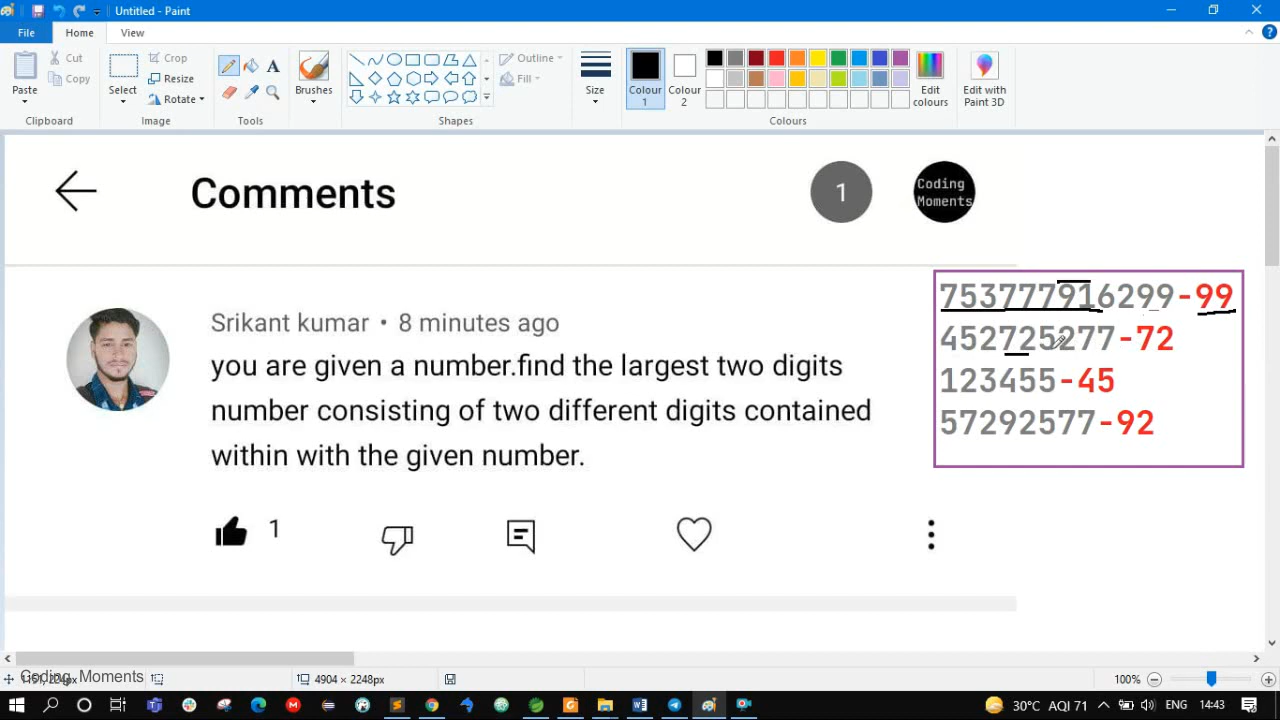 Untitled - Paint
File
Home
View
Paste
Cut
Copy
Clipboard
Select
Crop
Resize
Rotate
Image
A
Tools
Brushes
Shapes
Outline
Fill
Size
Colour 1
Colour 2
Edit colours
Edit with Paint 3D
Colours
Comments
1
Coding Moments
Srikant kumar • 8 minutes ago
you are given a number.find the largest two digits
number consisting of two different digits contained
within with the given number.
1
753777916299-99
452725277-72
123455-45
57292577-92
Coding Moments
4904 × 2248px
100%
30°C AQI 71
ENG
14:43